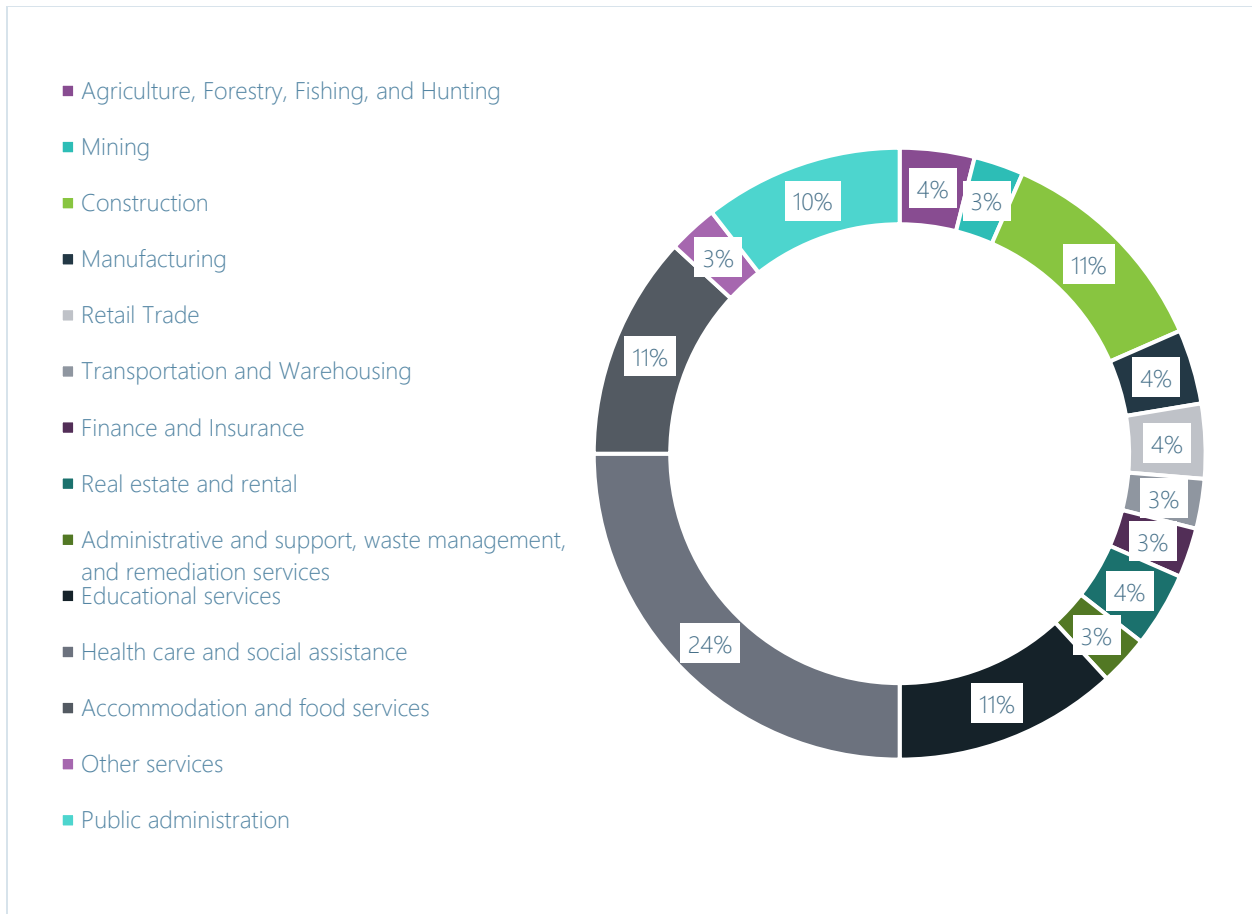 Agriculture, Forestry, Fishing, and Hunting
Mining
Construction
Manufacturing
Retail Trade
Transportation and Warehousing
Finance and Insurance
Real estate and rental
Administrative and support, waste management,
and remediation services
Educational services
Health care and social assistance
Accommodation and food services
Other services
Public administration
4%
3%
11%
4%
4%
3%
3%
4%
3%
11%
24%
11%
3%
10%